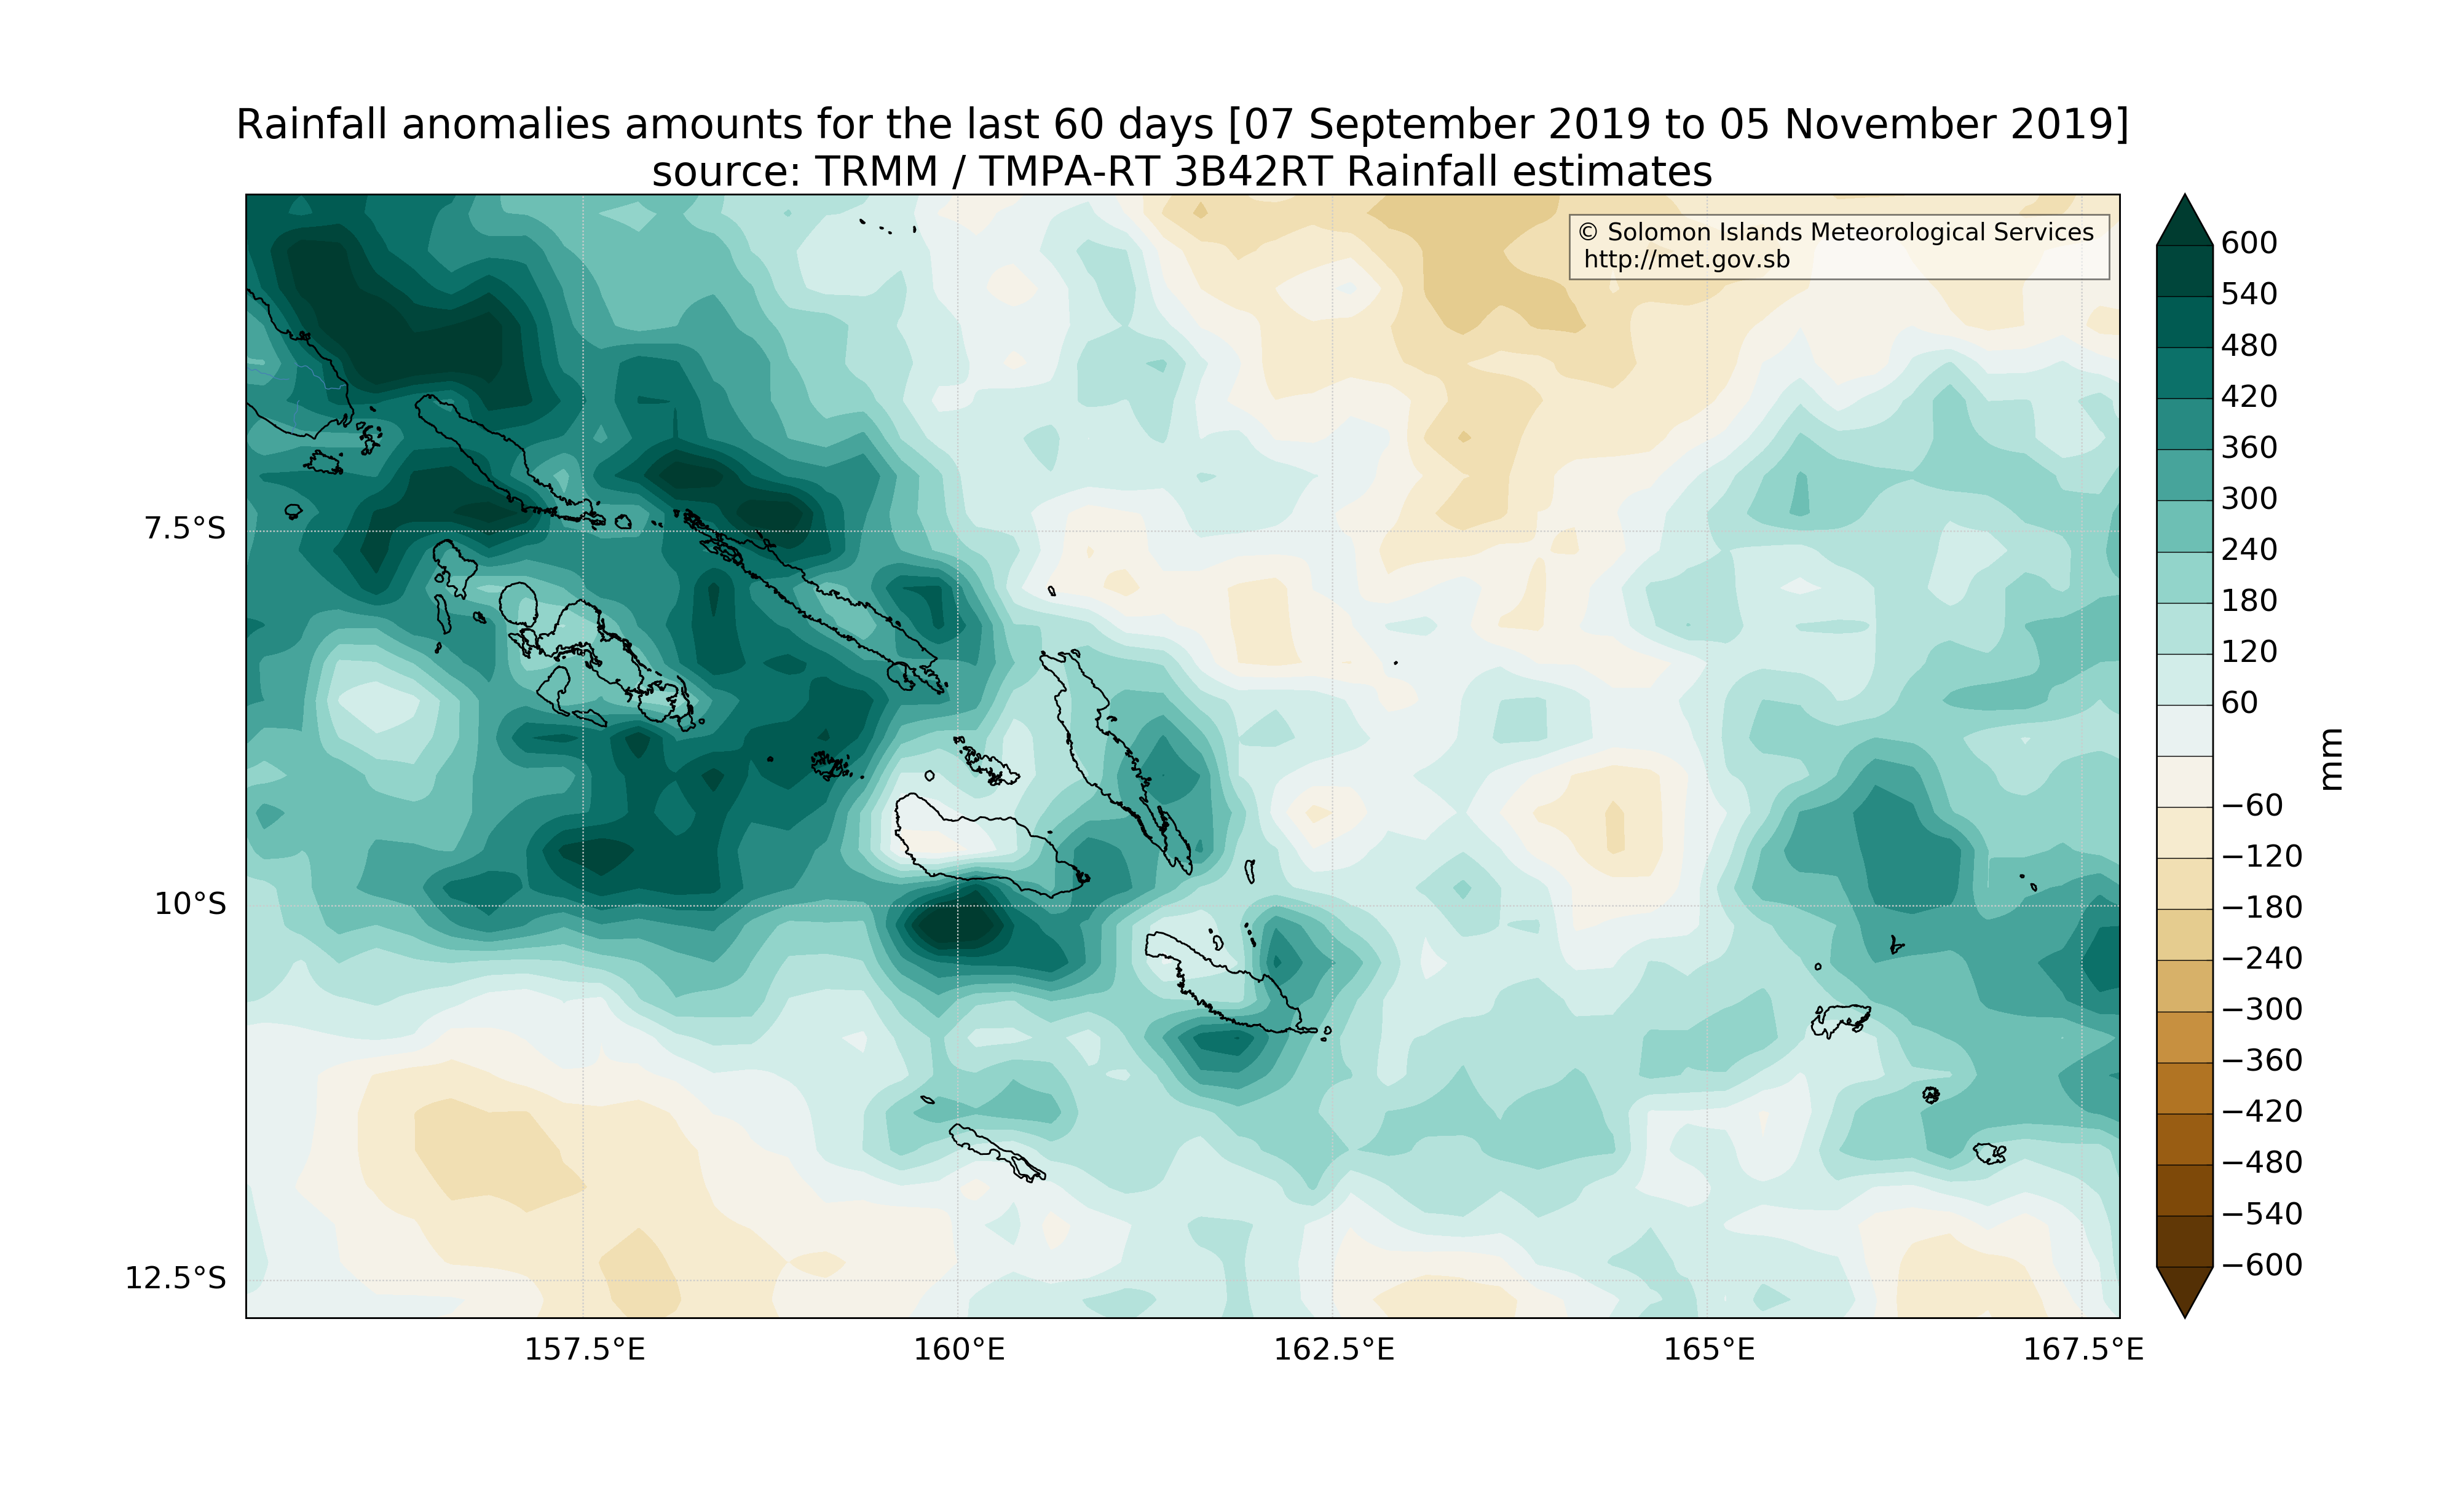 Rainfall anomalies amounts for the last 60 days [07 September 2019 to 05 November 2019]
source: TRMM / TMPA-RT 3B42RT Rainfall estimates
© Solomon Islands Meteorological Services
http://met.gov.sb
7.5°S
10°S
12.5°S
157.5°E
160°E
162.5°E
165°E
167.5°E
600
540
480
420
360
300
240
180
120
60
−60
−120
−180
−240
−300
−360
−420
−480
−540
−600
mm